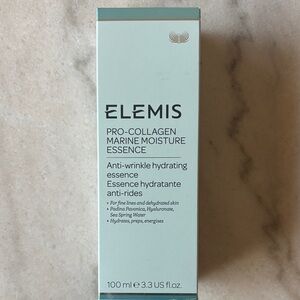 ELEMIS
PRO-COLLAGEN
MARINE MOISTURE
ESSENCE
Anti-wrinkle hydrating
essence
Essence hydratante
anti-rides
• For fine lines and dehydrated skin
• Padina Pavonica, Hyaluronate,
Sea Spring Water
• Hydrates, preps, energises
100 ml e 3.3 US fl.oz.